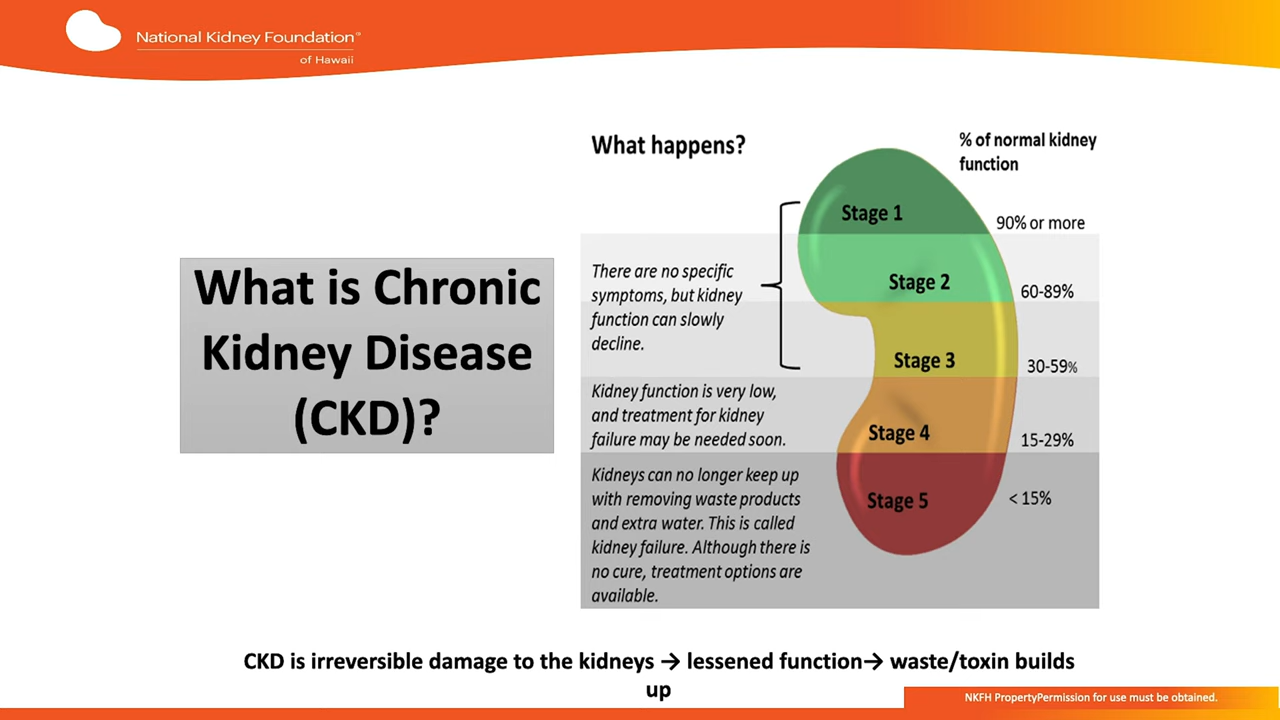 National Kidney Foundation®
of Hawaii
What is Chronic
Kidney Disease
(CKD)?
What happens?
% of normal kidney
function
Stage 1
90% or more
There are no specific
symptoms, but kidney
function can slowly
decline.
Stage 2
60-89%
Stage 3
30-59%
Kidney function is very low,
and treatment for kidney
failure may be needed soon.
Stage 4
15-29%
Kidneys can no longer keep up
with removing waste products
and extra water. This is called
kidney failure. Although there is
no cure, treatment options are
available.
Stage 5
< 15%
CKD is irreversible damage to the kidneys → lessened function→ waste/toxin builds
up
NKFH PropertyPermission for use must be obtained.